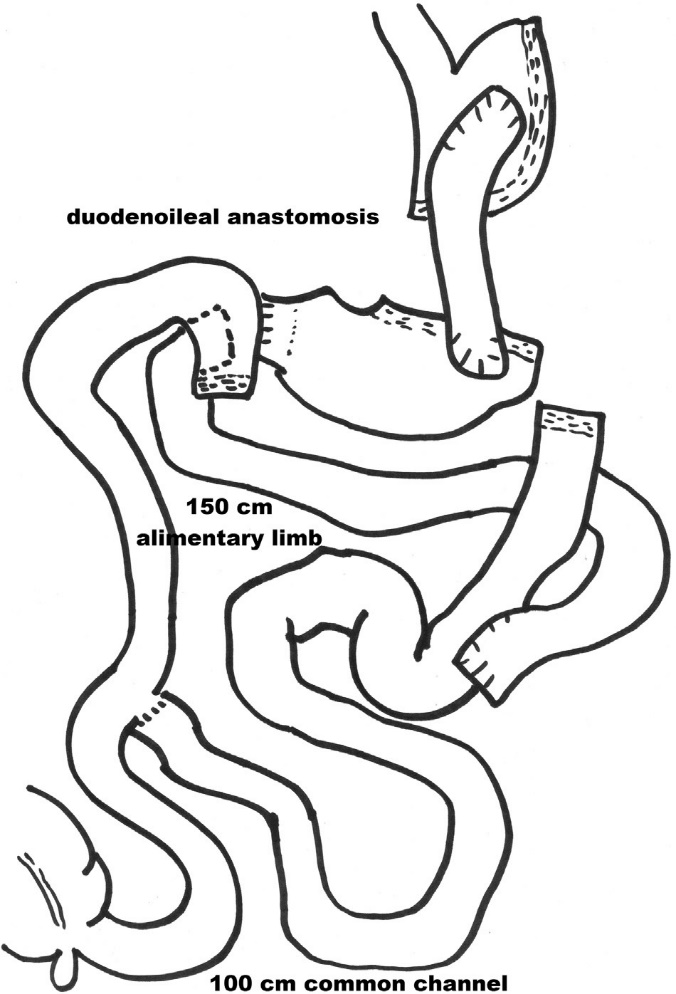 duodenoileal anastomosis
150 cm
alimentary limb
100 cm common channel